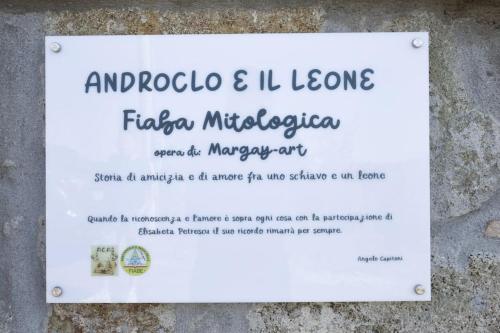 ANDROCLO E IL LEONE
Fiaba Mitologica
opera di: Margay-art
Storia di amicizia e di amore fra uno schiavo e un leone
Quando la riconoscenza e l'amore è sopra ogni cosa con la partecipazione di
Elisabeta Petrescu il suo ricordo rimarrà per sempre.
Angelo Capitoni
FIABE